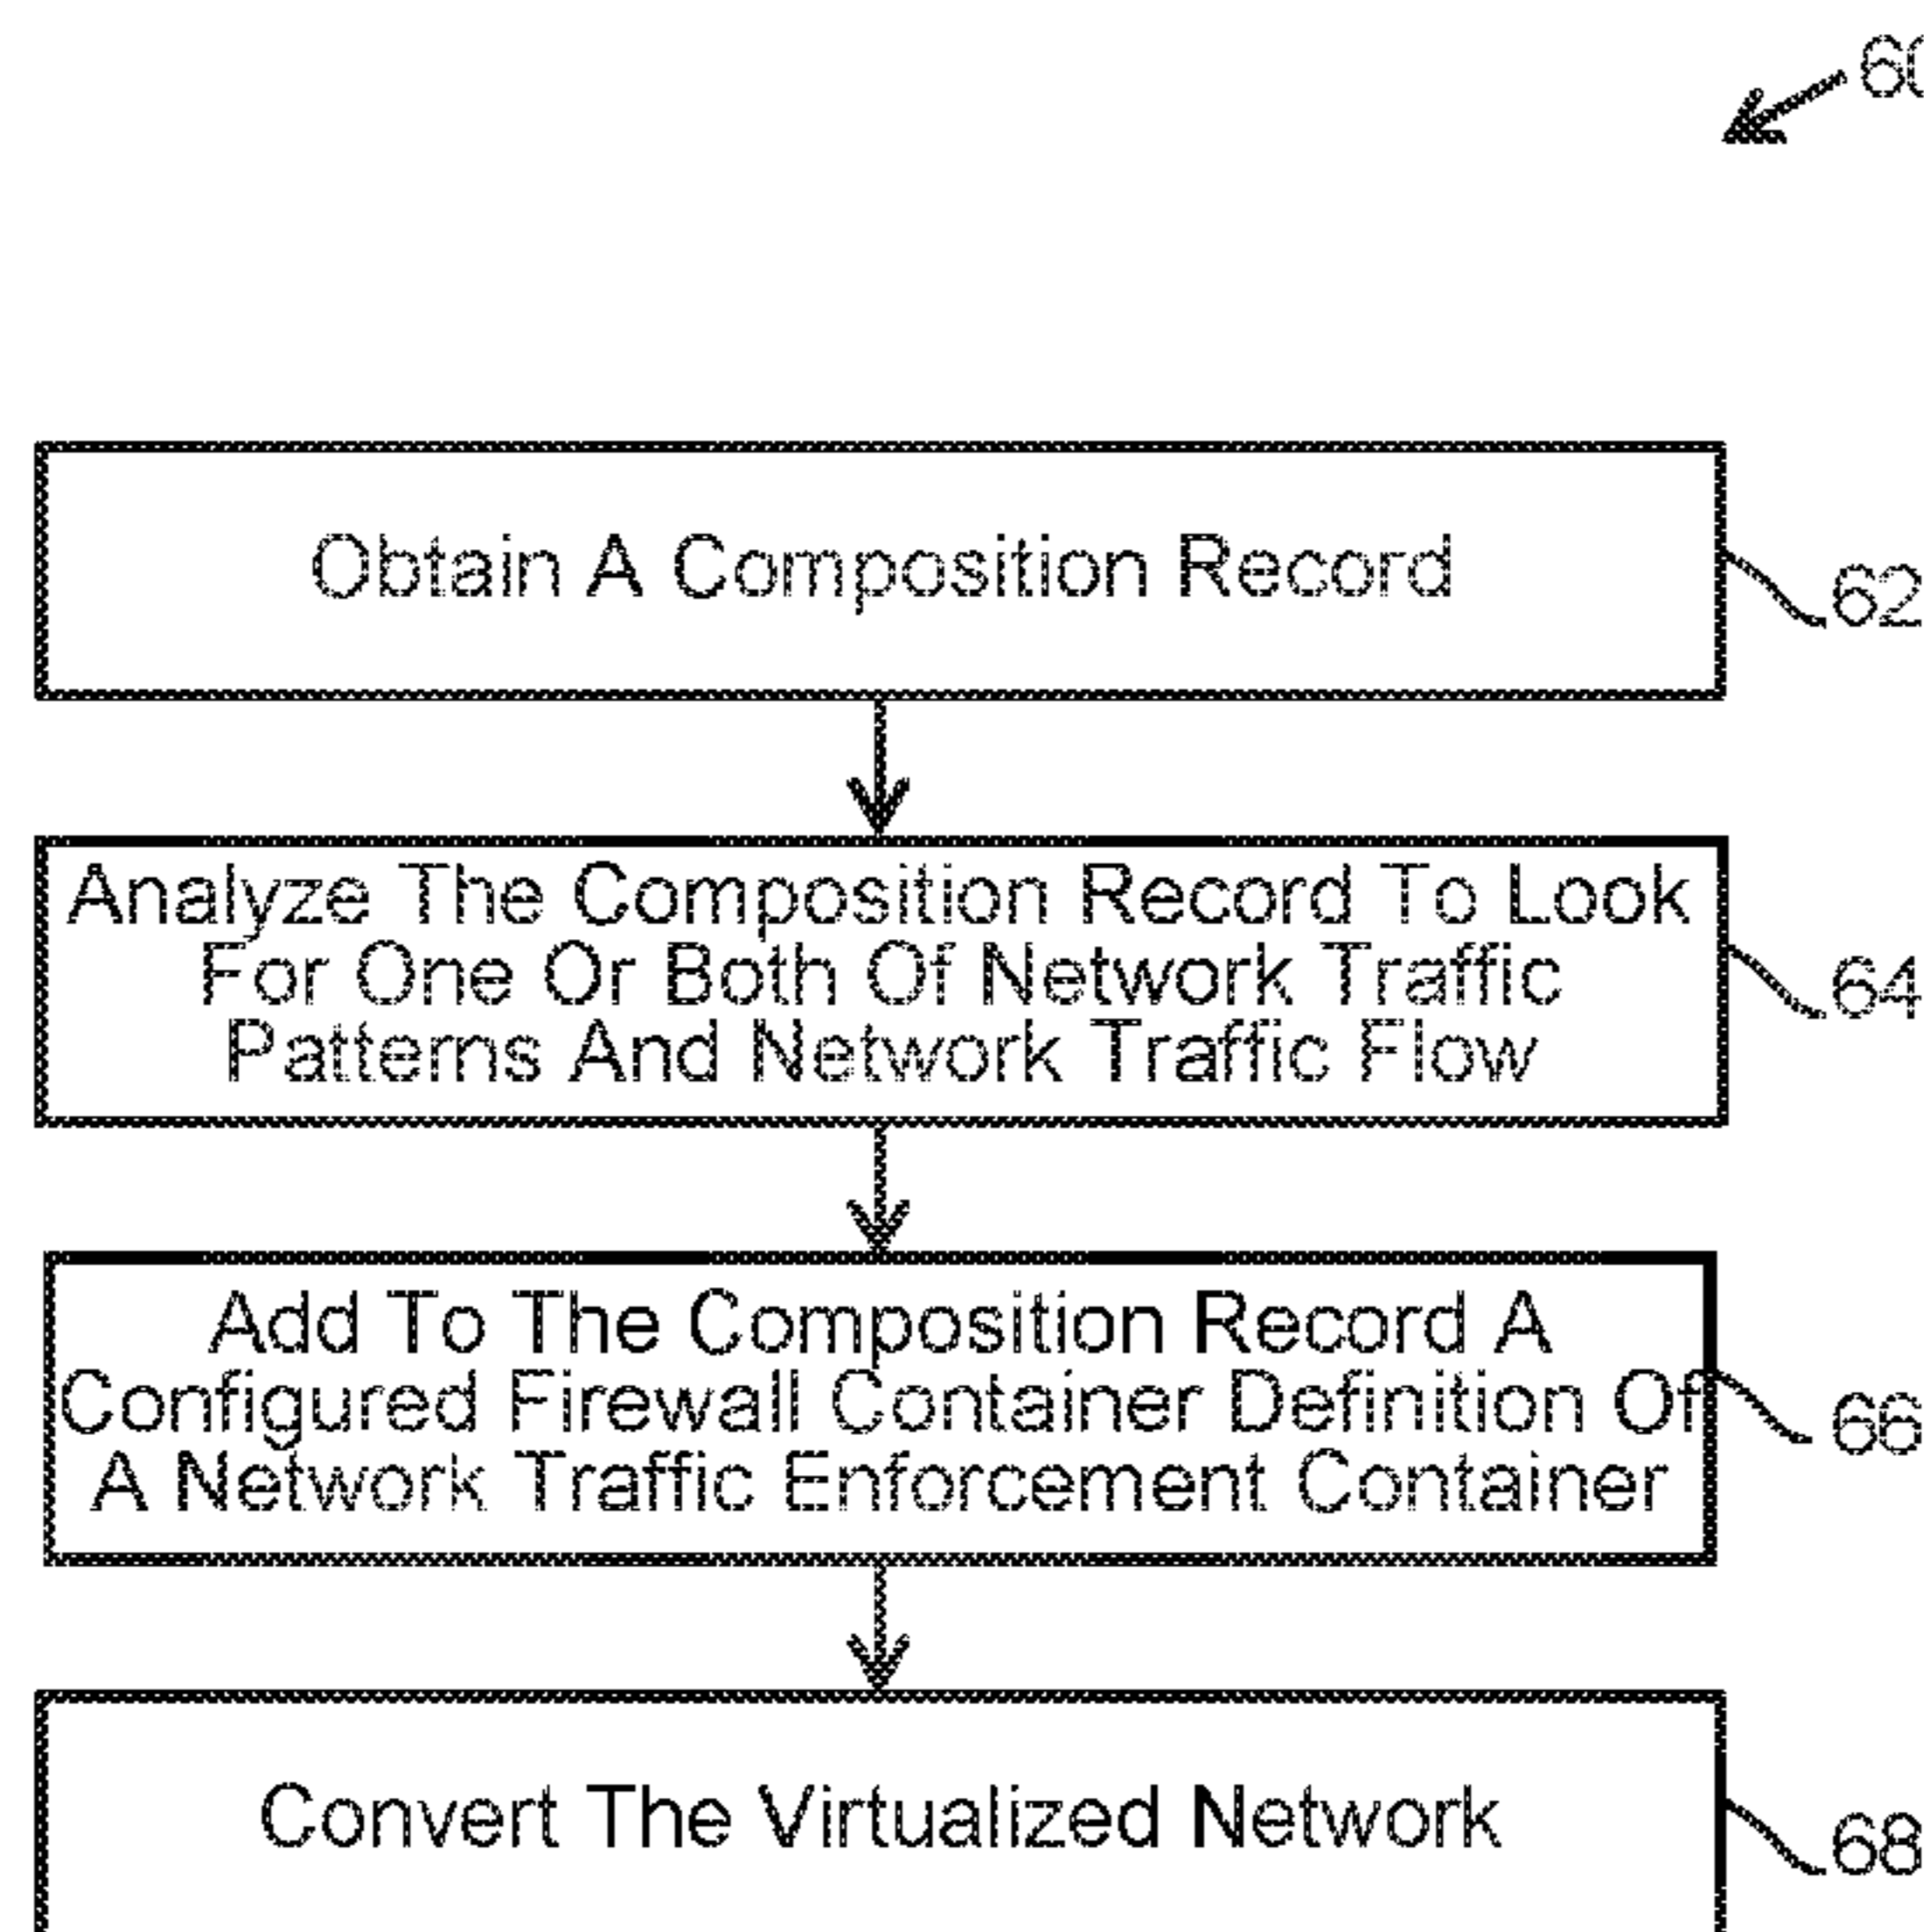 60
Obtain A Composition Record
62
Analyze The Composition Record To Look
For One Or Both Of Network Traffic
Patterns And Network Traffic Flow
64
Add To The Composition Record A
Configured Firewall Container Definition Of
A Network Traffic Enforcement Container
66
Convert The Virtualized Network
68